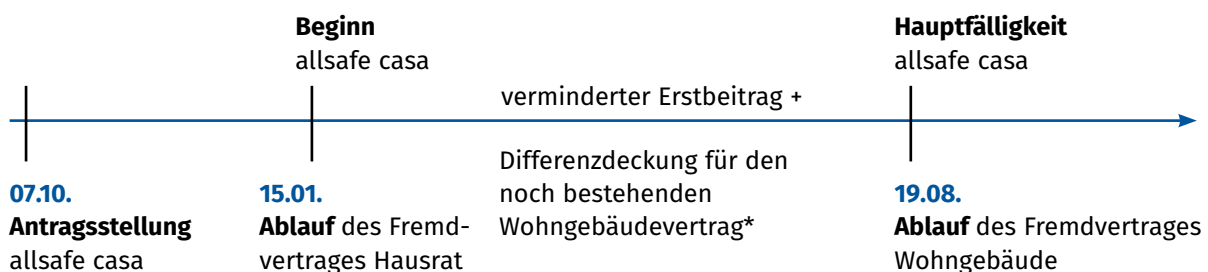 Beginn
allsafe casa
Hauptfälligkeit
allsafe casa
verminderter Erstbeitrag +
07.10.
Antragsstellung
allsafe casa
15.01.
Ablauf des Fremd-
vertrages Hausrat
Differenzdeckung für den
noch bestehenden
Wohngebäudevertrag*
19.08.
Ablauf des Fremdvertrages
Wohngebäude